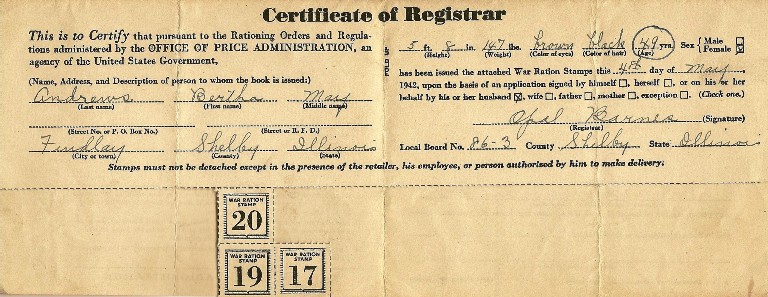 Certificate of Registrar
This is to Certify that pursuant to the Rationing Orders and Regula-
tions administered by the OFFICE OF PRICE ADMINISTRATION, an
agency of the United States Government,
(Name, Address, and Description of person to whom the book is issued:)
Andrews Bertha May
(Last name) (First name) (Middle name)
(Street No. or P. O. Box No.) (Street or R. F. D.)
Findlay Shelby Illinois
(City or town) (County) (State)
5 ft. 8 in. 147 lbs. brown black 49 yrs. Sex Male
Female
(Height) (Weight) (Color of eyes) (Color of hair) (Age)
has been issued the attached War Ration Stamps this 4th day of May,
1942, upon the basis of an application signed by himself, herself, or on his or her
behalf by his or her husband, wife, father, mother, exception. (Check one.)
Opal Barnes (Signature)
(Registrar)
Local Board No. 86-3 County Shelby State Illinois
Stamps must not be detached except in the presence of the retailer, his employee, or person authorized by him to make delivery.
WAR RATION
STAMP
20
WAR RATION
STAMP
19
WAR RATION
STAMP
17